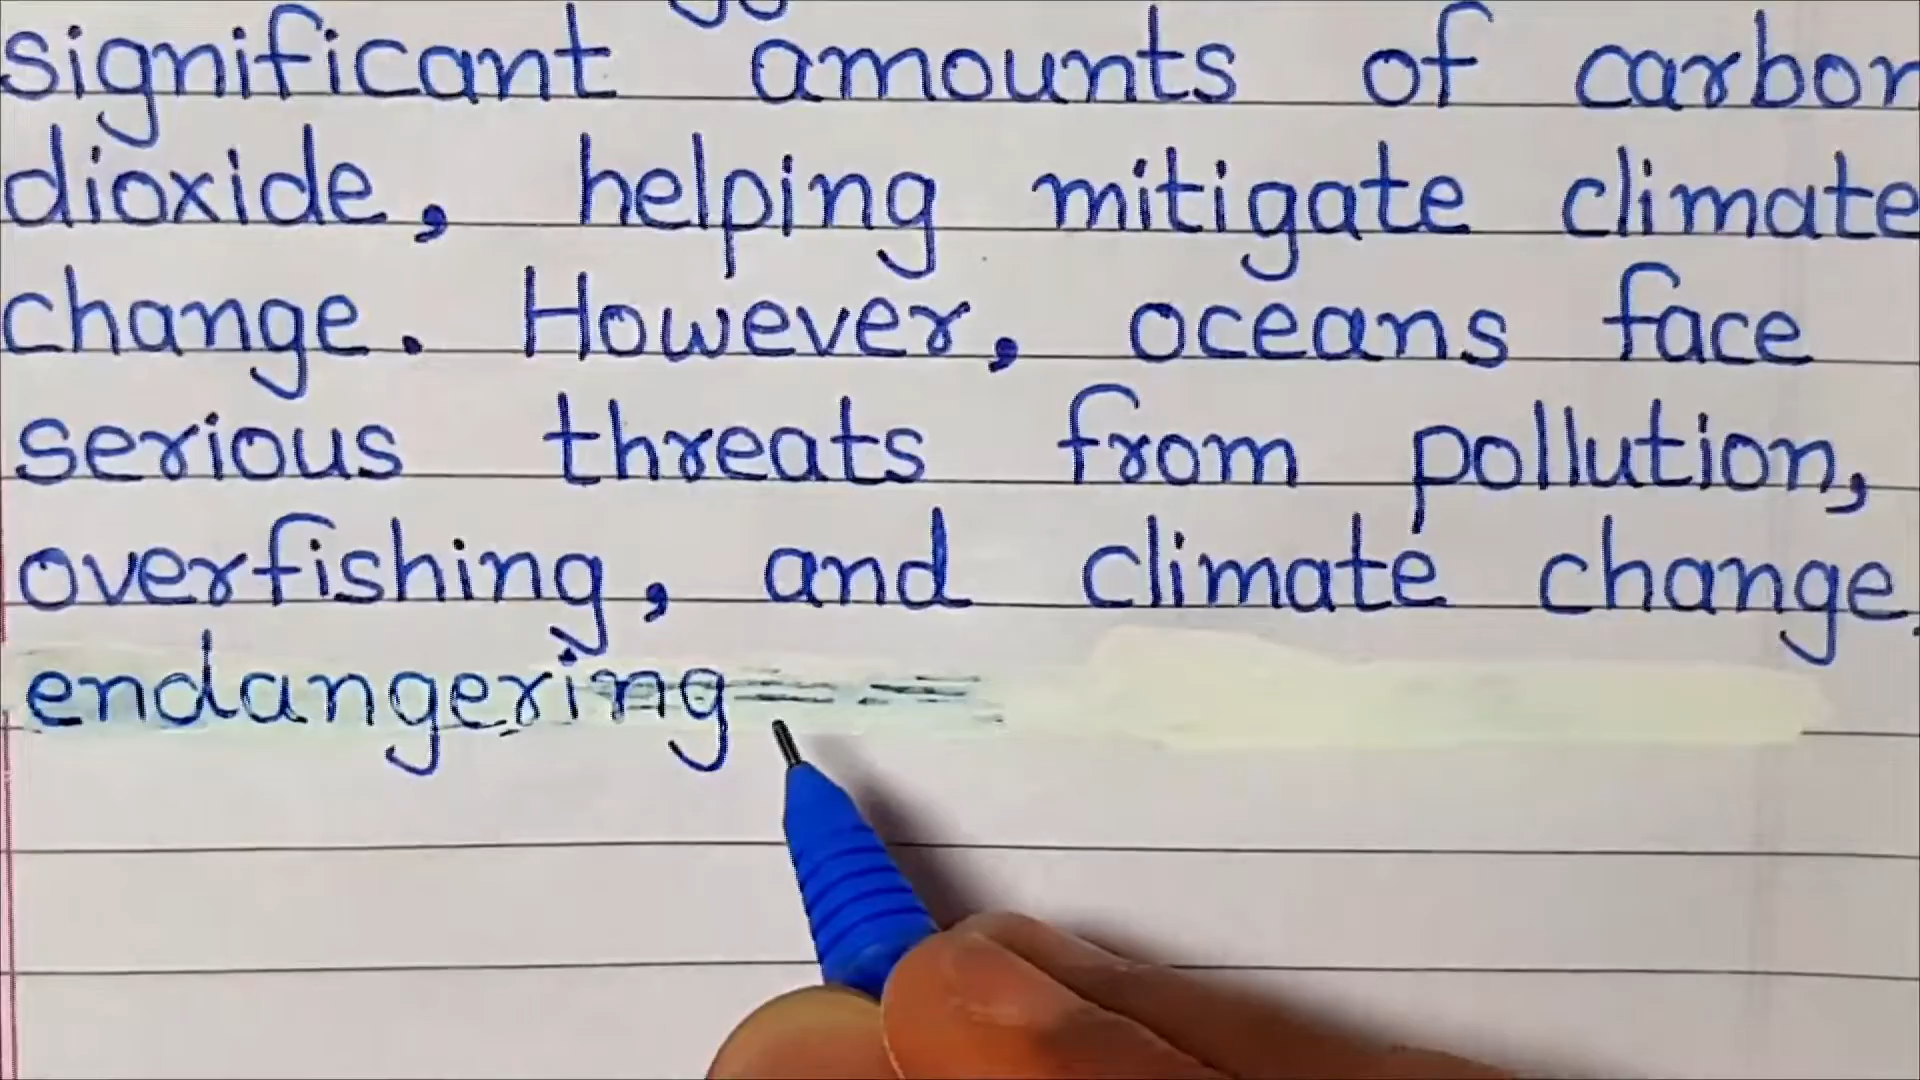 significant amounts of carbon
dioxide, helping mitigate climate
change. However, oceans face
serious threats from pollution,
overfishing, and climate change,
endangering